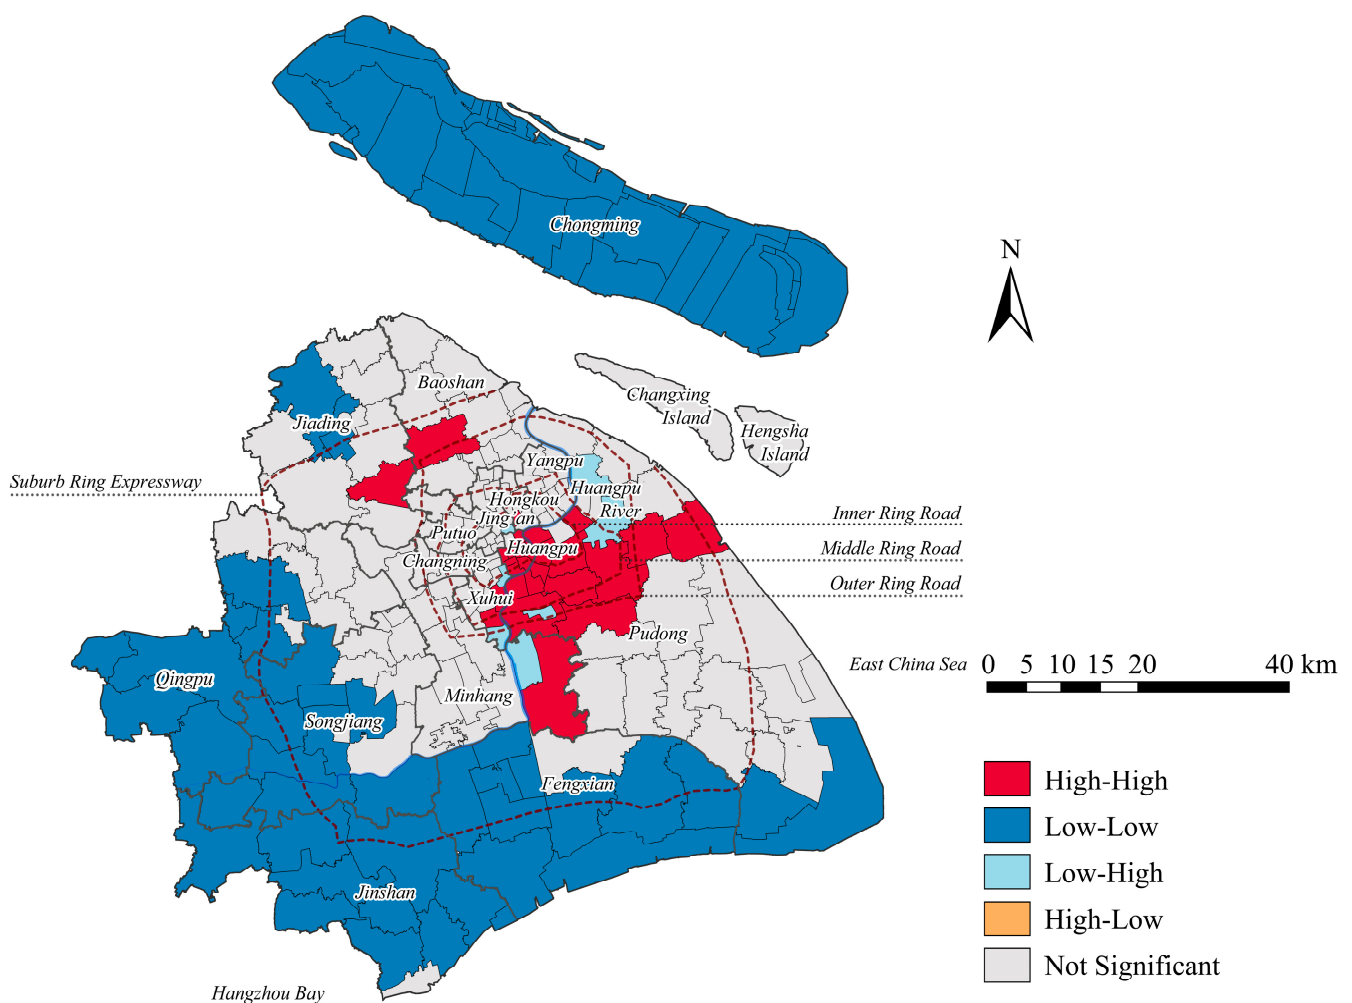 Chongming
N
Baoshan
Changxing
Island
Jiading
Hengsha
Island
Yangpu
Suburb Ring Expressway
Huangpu
River
Hongkou
Jing'an
Inner Ring Road
Putuo
Huangpu
Middle Ring Road
Changning
Outer Ring Road
Xuhui
Pudong
East China Sea
0 5 10 15 20 40 km
Qingpu
Minhang
Songjiang
Fengxian
High-High
Low-Low
Jinshan
Low-High
High-Low
Not Significant
Hangzhou Bay